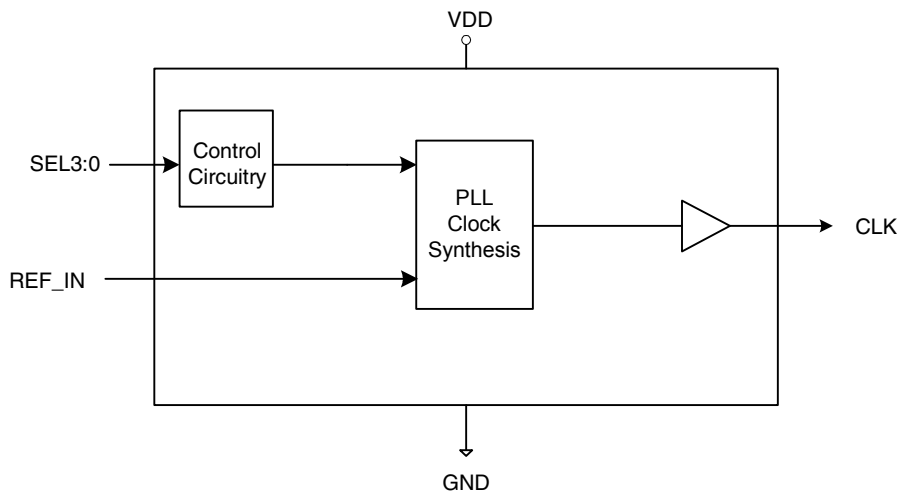 VDD
SEL3:0
Control
Circuitry
PLL
Clock
Synthesis
CLK
REF_IN
GND